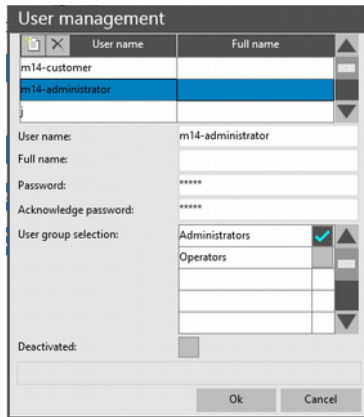 User management
User name Full name
m14-customer
m14-administrator
j
User name: m14-administrator
Full name:
Password: *****
Acknowledge password: *****
User group selection: Administrators
Operators
Deactivated:
Ok Cancel